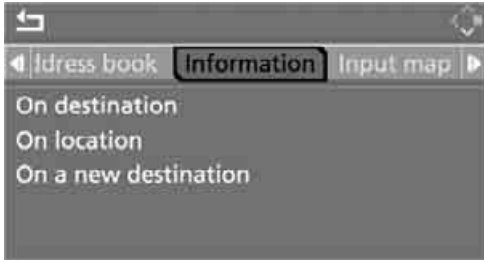 ldress book Information Input map
On destination
On location
On a new destination